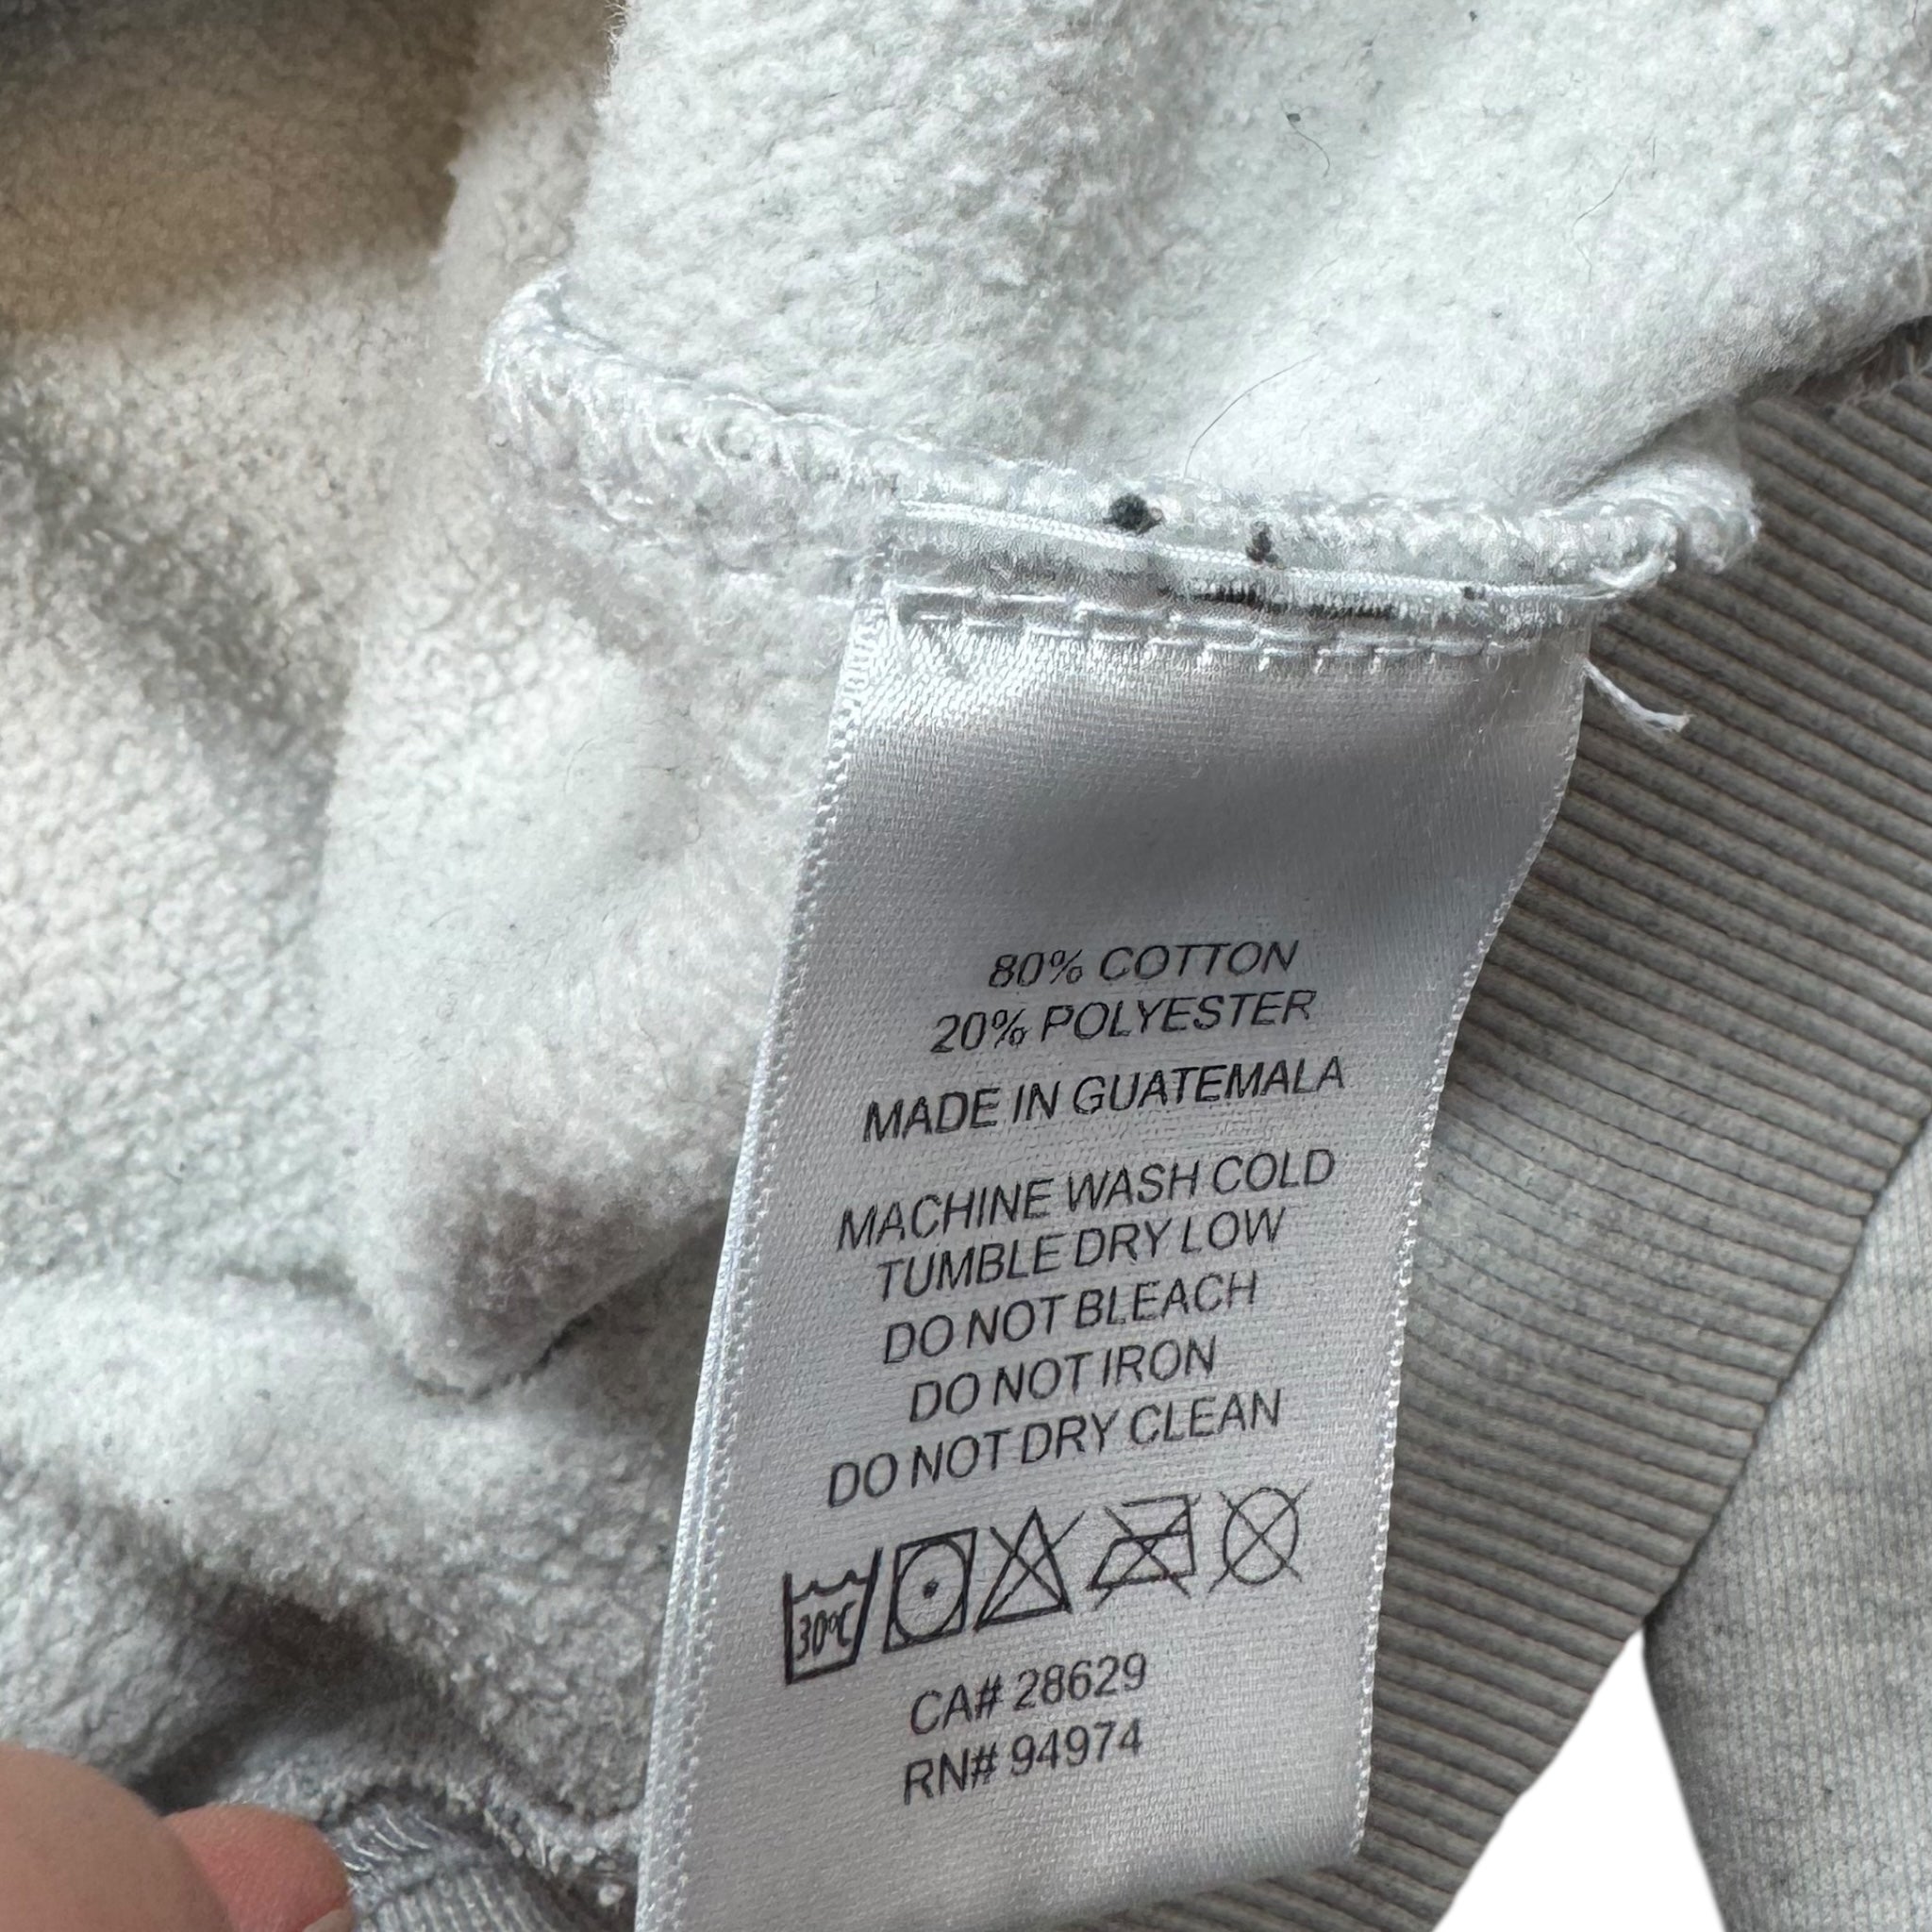 80% COTTON
20% POLYESTER
MADE IN GUATEMALA
MACHINE WASH COLD
TUMBLE DRY LOW
DO NOT BLEACH
DO NOT IRON
DO NOT DRY CLEAN
30ºC
CA# 28629
RN# 94974